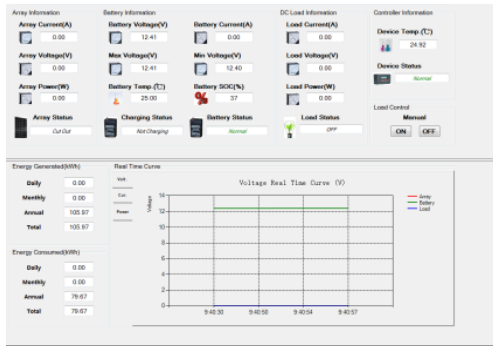 Array Information
Battery Information
DC Load Information
Controller Information
Array Current(A)
0.00
Battery Voltage(V)
12.41
Battery Current(A)
0.00
Load Current(A)
0.00
Device Temp.(℃)
24.92
Array Voltage(V)
0.00
Max Voltage(V)
12.41
Min Voltage(V)
12.40
Load Voltage(V)
0.00
Device Status
Normal
Array Power(W)
0.00
Battery Temp.(℃)
25.00
Battery SOC(%)
37
Load Power(W)
0.00
Array Status
Cut Out
Charging Status
Not Charging
Battery Status
Normal
Load Status
OFF
Load Control
Manual
ON OFF
Energy Generated(kWh)
Daily 0.00
Monthly 0.00
Annual 105.97
Total 105.97
Energy Consumed(kWh)
Daily 0.00
Monthly 0.00
Annual 79.67
Total 79.67
Real Time Curve
Volt.
Cur.
Power
Voltage Real Time Curve (V)
Voltage
14
12
10
8
6
4
2
0
9:40:30 9:40:50 9:40:54 9:40:57
Array
Battery
Load